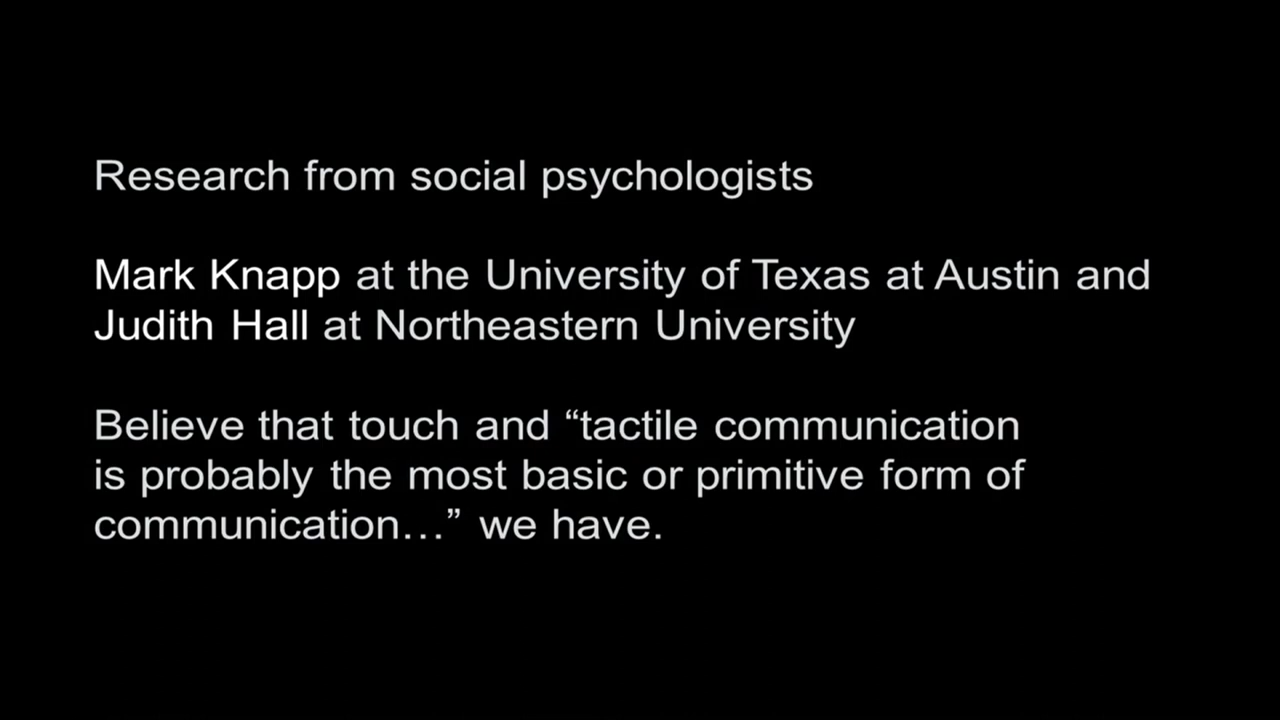 Research from social psychologists
Mark Knapp at the University of Texas at Austin and
Judith Hall at Northeastern University
Believe that touch and “tactile communication
is probably the most basic or primitive form of
communication…” we have.